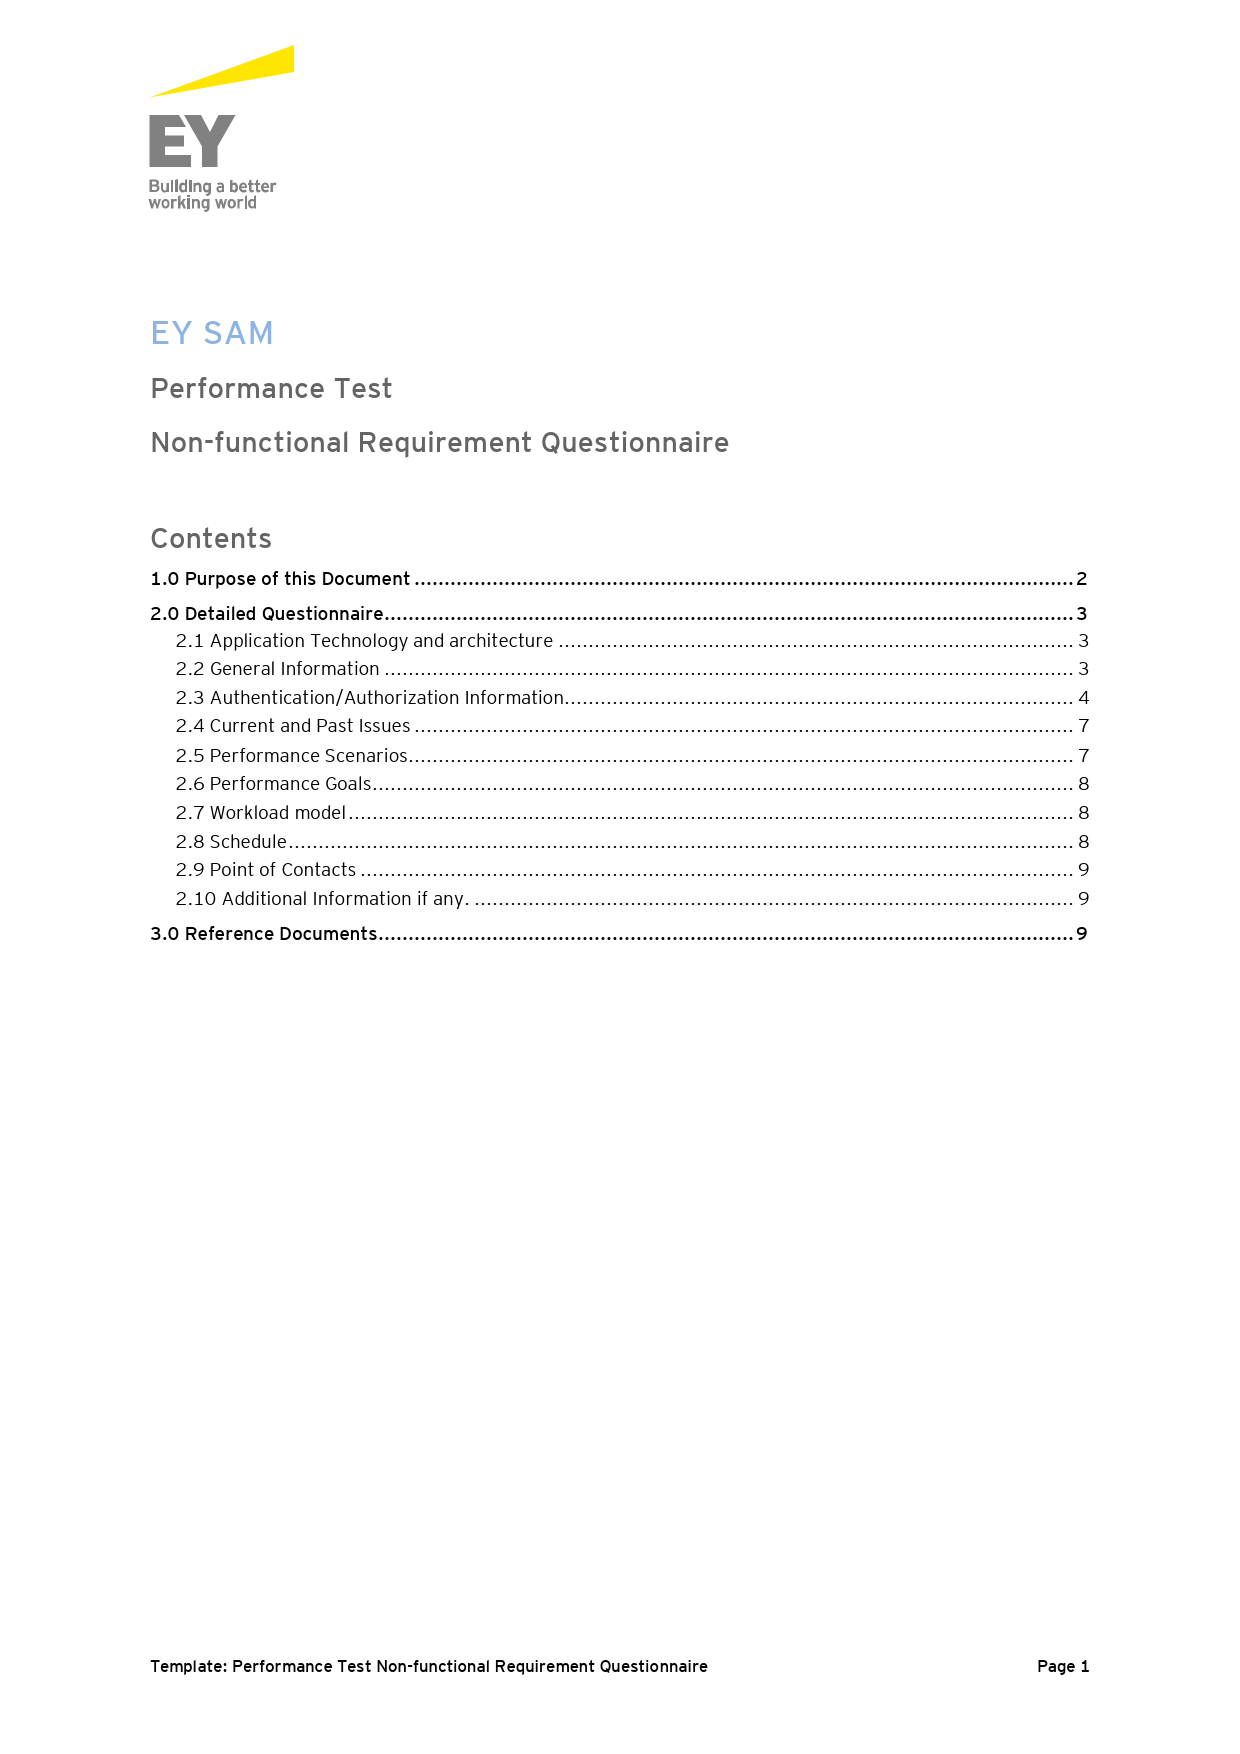 EY
Building a better
working world
EY SAM
Performance Test
Non-functional Requirement Questionnaire
Contents
1.0 Purpose of this Document ............................................................................................................. 2
2.0 Detailed Questionnaire.................................................................................................................. 3
2.1 Application Technology and architecture ..................................................................................... 3
2.2 General Information .................................................................................................................. 3
2.3 Authentication/Authorization Information.................................................................................... 4
2.4 Current and Past Issues ............................................................................................................. 7
2.5 Performance Scenarios.............................................................................................................. 7
2.6 Performance Goals.................................................................................................................... 8
2.7 Workload model ........................................................................................................................ 8
2.8 Schedule.................................................................................................................................. 8
2.9 Point of Contacts ...................................................................................................................... 9
2.10 Additional Information if any. ................................................................................................... 9
3.0 Reference Documents................................................................................................................... 9
Template: Performance Test Non-functional Requirement Questionnaire Page 1